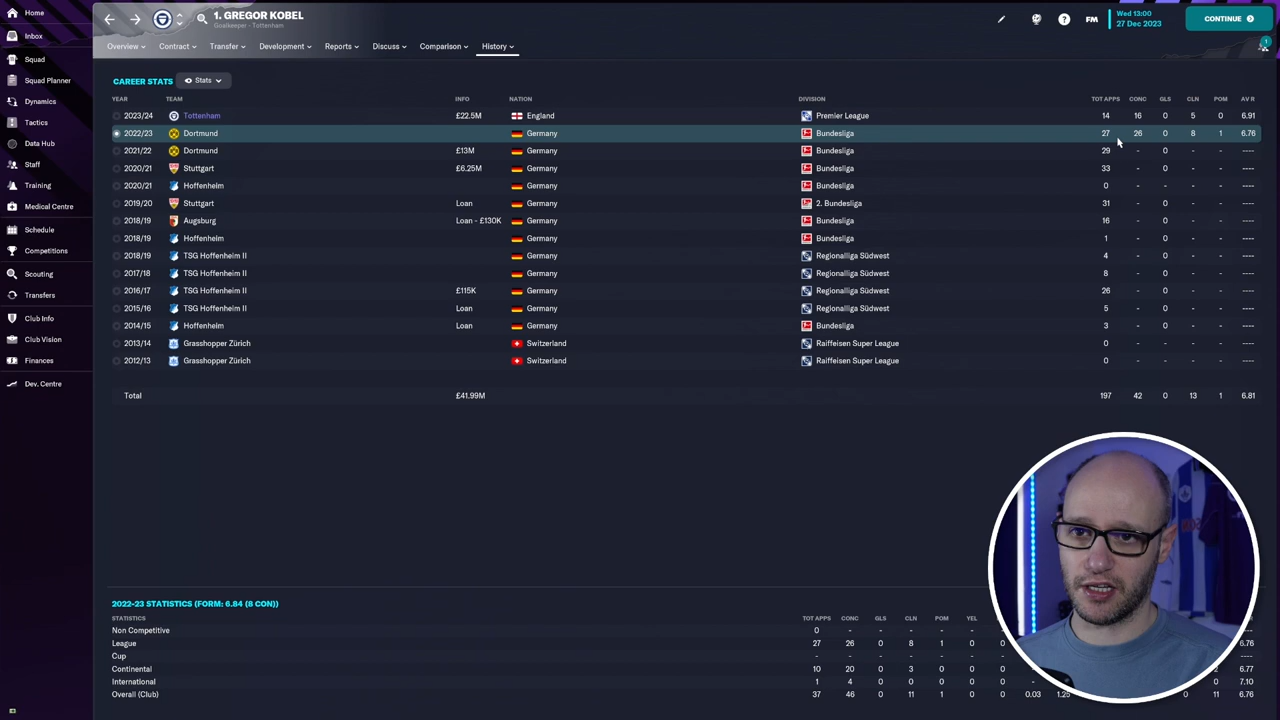 Home
Inbox
Squad
Squad Planner
Dynamics
Tactics
Data Hub
Staff
Training
Medical Centre
Schedule
Competitions
Scouting
Transfers
Club Info
Club Vision
Finances
Dev. Centre
1. GREGOR KOBEL
Goalkeeper - Tottenham
FM
Wed 13:00
27 Dec 2023
CONTINUE
1
Overview Contract Transfer Development Reports Discuss Comparison History
CAREER STATS Stats
YEAR TEAM INFO NATION DIVISION TOT APPS CONC GLS CLN POM AV R
2023/24 Tottenham £22.5M England Premier League 14 16 0 5 0 6.91
2022/23 Dortmund Germany Bundesliga 27 26 0 8 1 6.76
2021/22 Dortmund £13M Germany Bundesliga 29 - 0 - - ----
2020/21 Stuttgart £6.25M Germany Bundesliga 33 - 0 - - ----
2020/21 Hoffenheim Germany Bundesliga 0 - 0 - - ----
2019/20 Stuttgart Loan Germany 2. Bundesliga 31 - 0 - - ----
2018/19 Augsburg Loan - £130K Germany Bundesliga 16 - 0 - - ----
2018/19 Hoffenheim Germany Bundesliga 1 - 0 - - ----
2018/19 TSG Hoffenheim II Germany Regionalliga Südwest 4 - 0 - - ----
2017/18 TSG Hoffenheim II Germany Regionalliga Südwest 8 - 0 - - ----
2016/17 TSG Hoffenheim II £115K Germany Regionalliga Südwest 26 - 0 - - ----
2015/16 TSG Hoffenheim II Loan Germany Regionalliga Südwest 5 - 0 - - ----
2014/15 Hoffenheim Loan Germany Bundesliga 3 - 0 - - ----
2013/14 Grasshopper Zürich Switzerland Raiffeisen Super League 0 - 0 - - ----
2012/13 Grasshopper Zürich Switzerland Raiffeisen Super League 0 - 0 - - ----
Total £41.99M 197 42 0 13 1 6.81
2022-23 STATISTICS (FORM: 6.84 (8 CON))
STATISTICS TOT APPS CONC GLS CLN POM YEL
Non Competitive 0 - - - - - -
League 27 26 0 8 1 0 0 6.76
Cup - - - - - - -
Continental 10 20 0 3 0 0 0 6.77
International 1 4 0 0 0 0 0 7.10
Overall (Club) 37 46 0 11 1 0 0 0.03 1.25 0 11 6.76